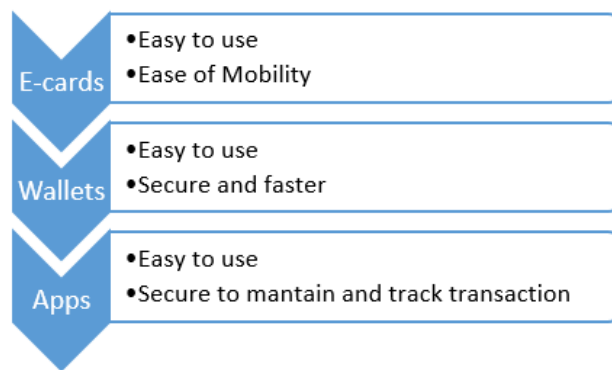 E-cards
•Easy to use
•Ease of Mobility
Wallets
•Easy to use
•Secure and faster
Apps
•Easy to use
•Secure to mantain and track transaction